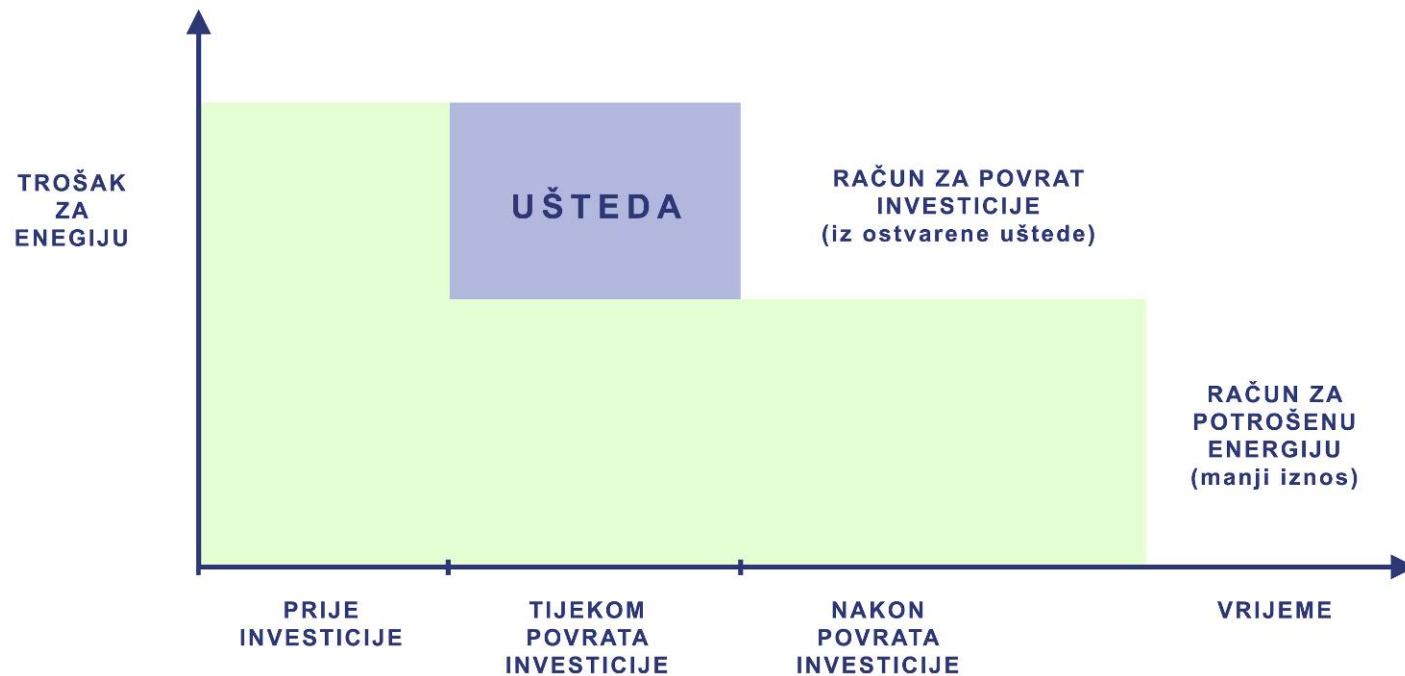 TROŠAK
ZA
ENEGIJU
UŠTEDA
RAČUN ZA POVRAT
INVESTICIJE
(iz ostvarene uštede)
RAČUN ZA
POTROŠENU
ENERGIJU
(manji iznos)
PRIJE
INVESTICIJE
TIJEKOM
POVRATA
INVESTICIJE
NAKON
POVRATA
INVESTICIJE
VRIJEME